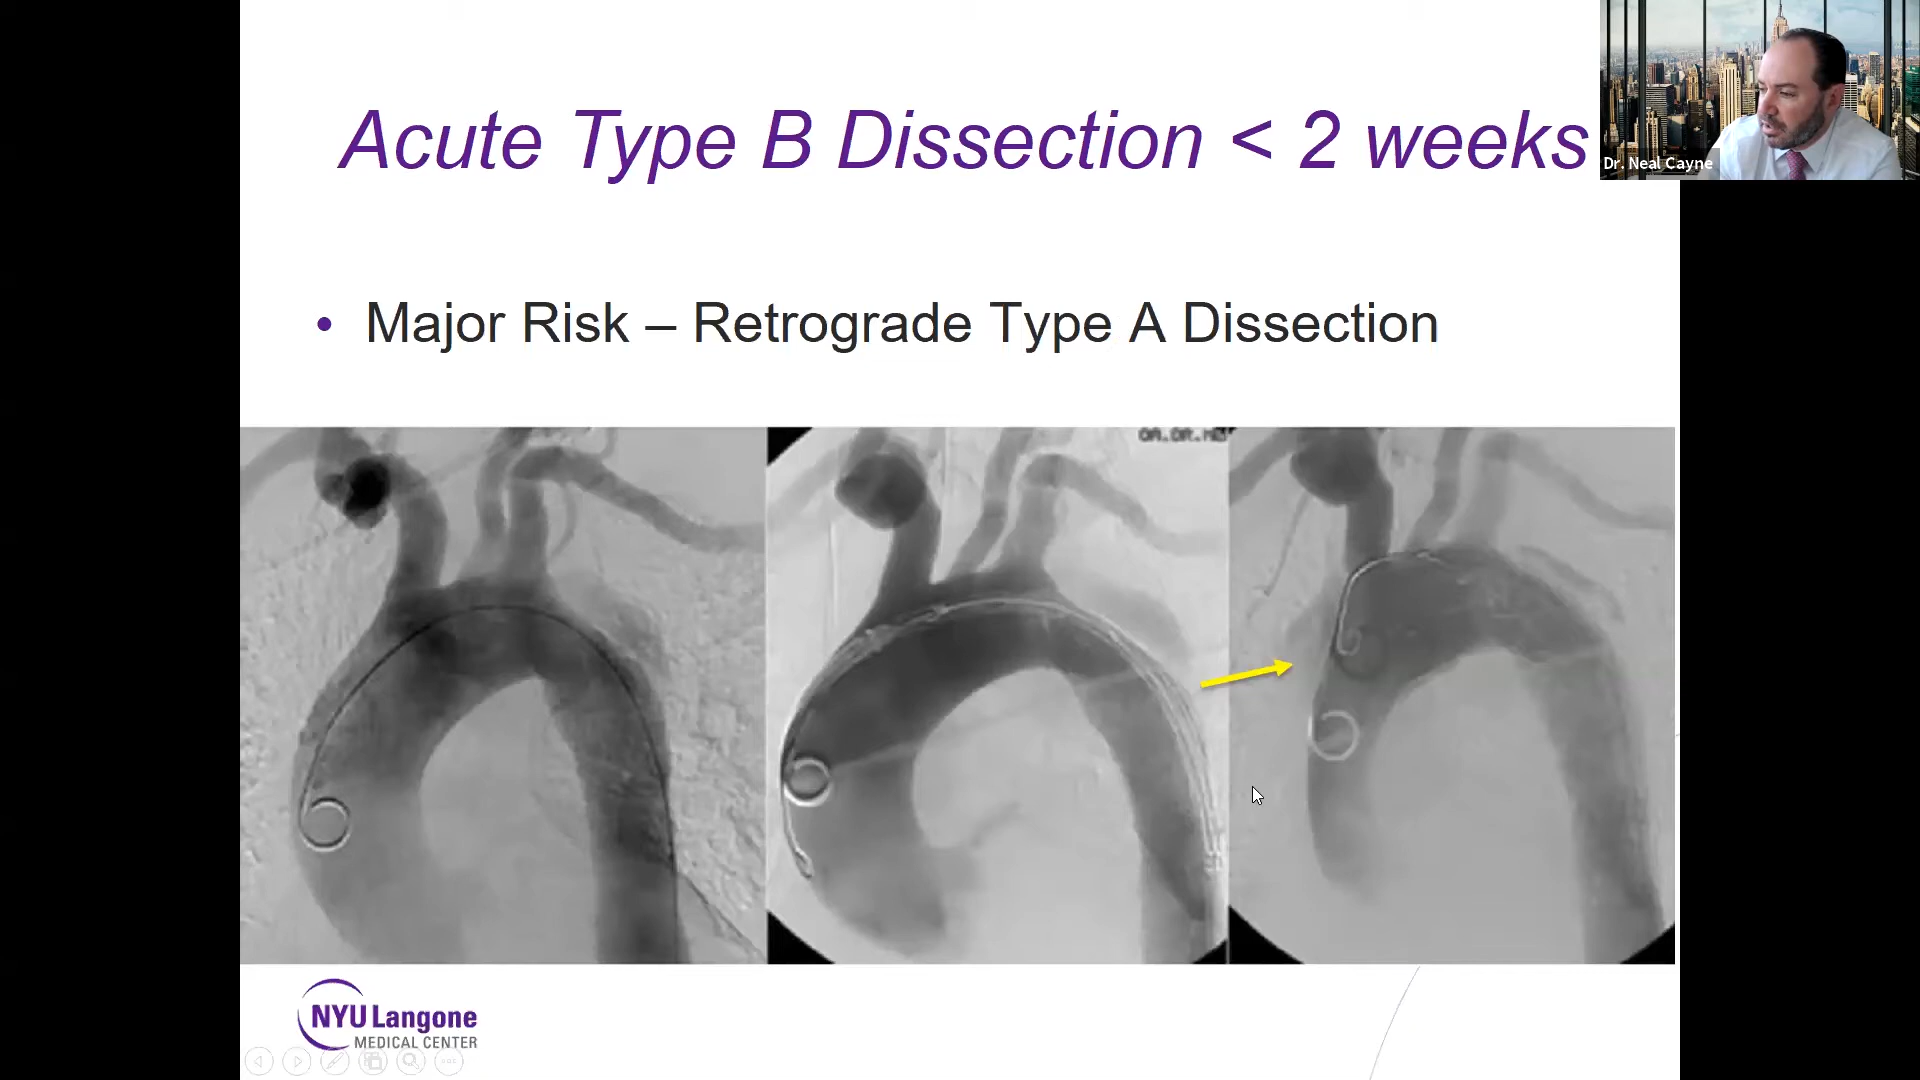 Acute Type B Dissection < 2 weeks
Dr. Neal Cayne
• Major Risk – Retrograde Type A Dissection
NYU Langone
MEDICAL CENTER